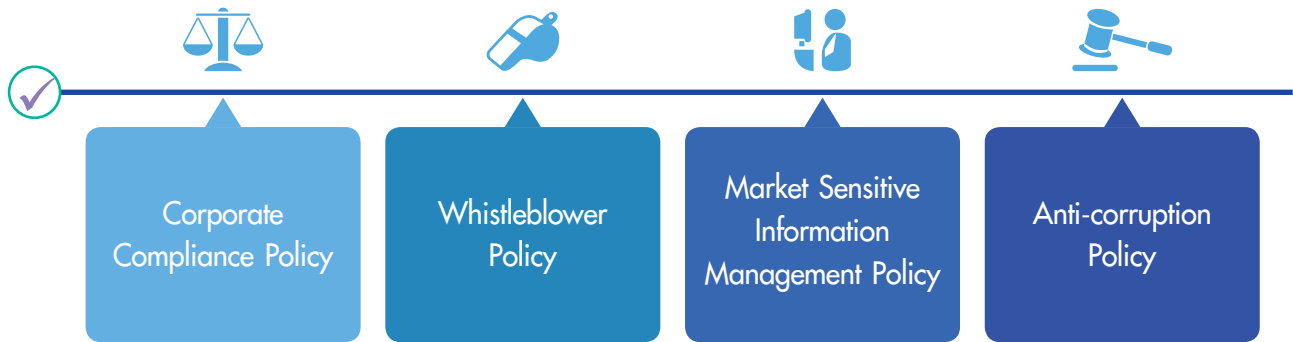 Corporate
Compliance Policy
Whistleblower
Policy
Market Sensitive
Information
Management Policy
Anti-corruption
Policy